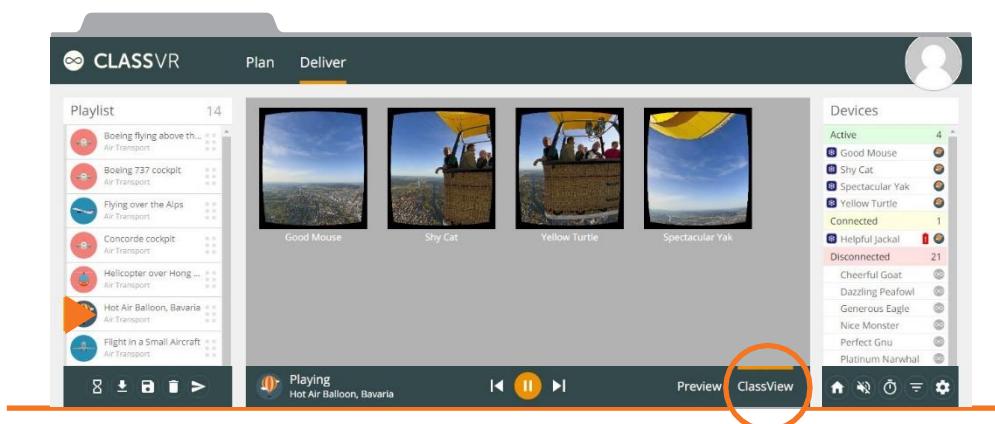 CLASSVR
Plan Deliver
Playlist 14
Boeing flying above th...
Air Transport
Boeing 737 cockpit
Air Transport
Flying over the Alps
Air Transport
Concorde cockpit
Air Transport
Helicopter over Hong ...
Air Transport
Hot Air Balloon, Bavaria
Air Transport
Flight in a Small Aircraft
Air Transport
Good Mouse
Shy Cat
Yellow Turtle
Spectacular Yak
Playing
Hot Air Balloon, Bavaria
Preview ClassView
Devices
Active 4
Good Mouse
Shy Cat
Spectacular Yak
Yellow Turtle
Connected 1
Helpful Jackal
Disconnected 21
Cheerful Goat
Dazzling Peafowl
Generous Eagle
Nice Monster
Perfect Gnu
Platinum Narwhal